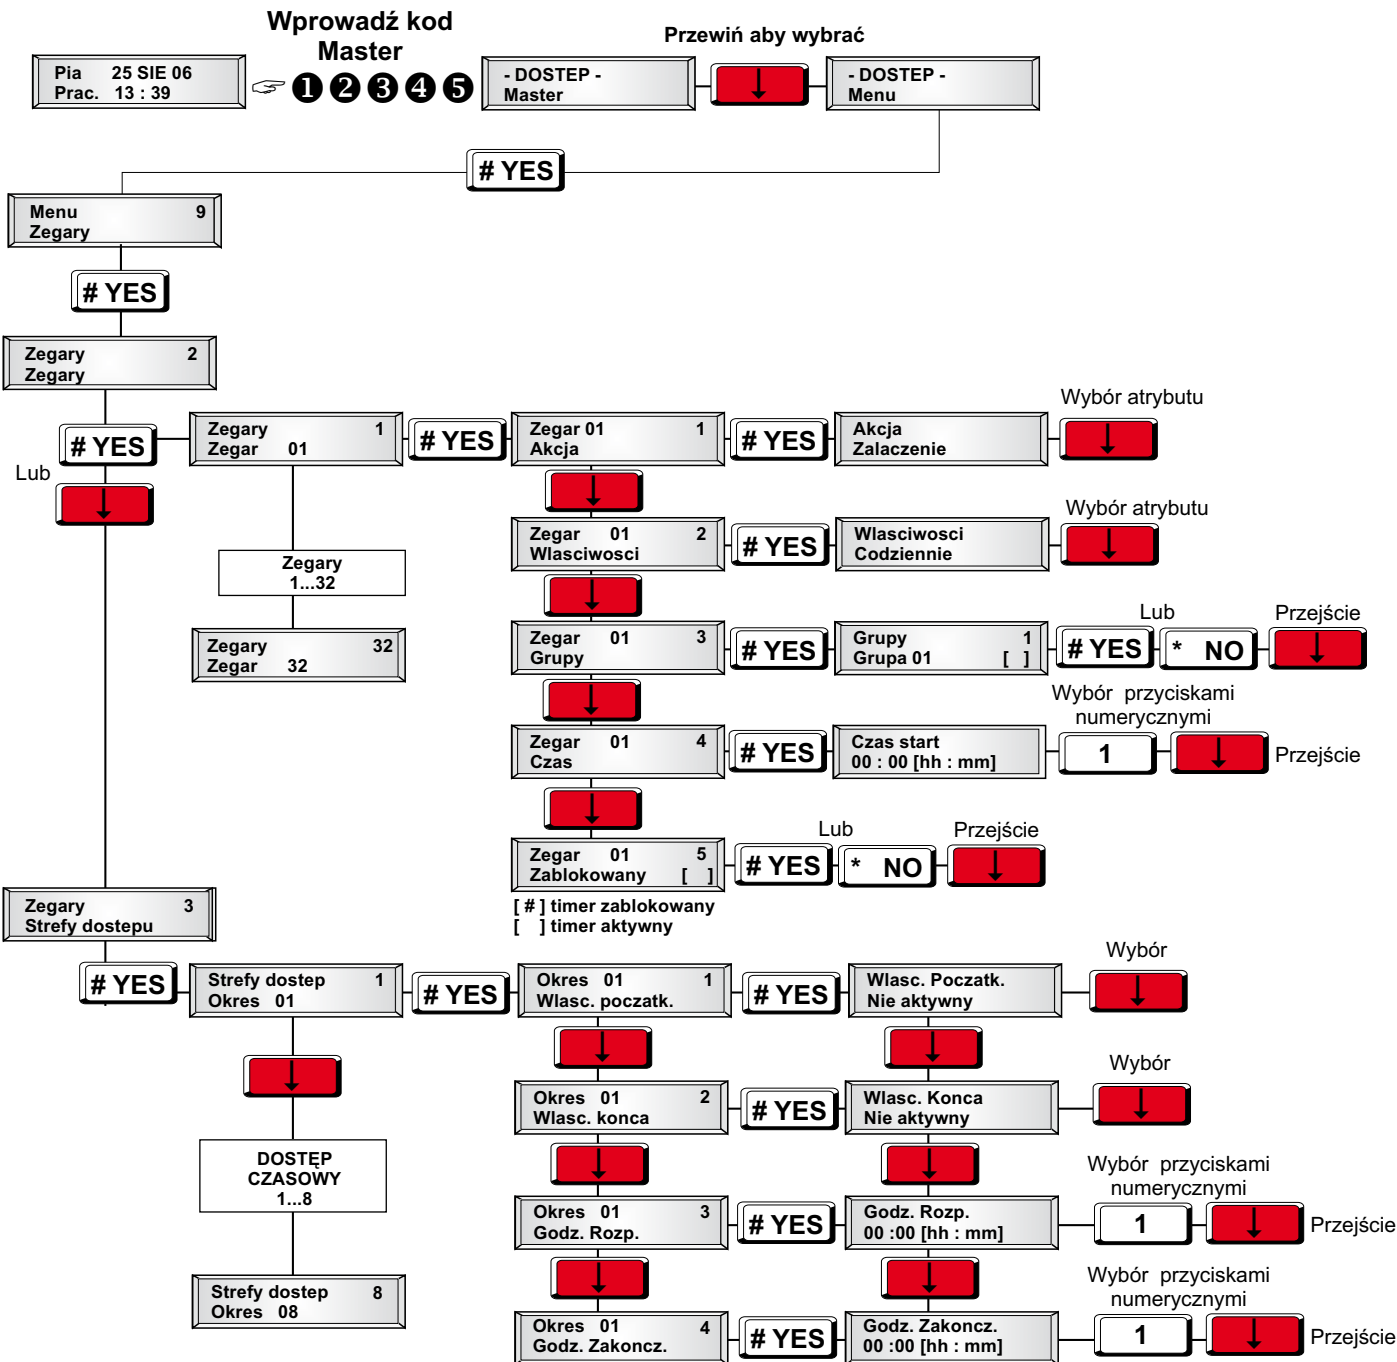 Wprowadź kod
Master
Przewiń aby wybrać
Pia 25 SIE 06
Prac. 13 : 39
☞ ❶ ❷ ❸ ❹ ❺
- DOSTEP -
Master
↓
- DOSTEP -
Menu
# YES
Menu 9
Zegary
# YES
Zegary 2
Zegary
# YES
Lub
↓
Zegary 1
Zegar 01
# YES
Zegar 01 1
Akcja
# YES
Akcja
Zalaczenie
Wybór atrybutu
↓
↓
Zegary
1...32
Zegary 32
Zegar 32
Zegar 01 2
Wlasciwosci
# YES
Wlasciwosci
Codziennie
Wybór atrybutu
↓
↓
Zegar 01 3
Grupy
# YES
Grupy 1
Grupa 01 [ ]
Lub
# YES
* NO
Przejście
↓
↓
Zegar 01 4
Czas
# YES
Czas start
00 : 00 [hh : mm]
Wybór przyciskami
numerycznymi
1
↓
Przejście
↓
Zegar 01 5
Zablokowany [ ]
Lub
# YES
* NO
Przejście
↓
[ # ] timer zablokowany
[ ] timer aktywny
Zegary 3
Strefy dostepu
# YES
Strefy dostep 1
Okres 01
# YES
Okres 01 1
Wlasc. poczatk.
# YES
Wlasc. Poczatk.
Nie aktywny
Wybór
↓
↓
↓
↓
DOSTĘP
CZASOWY
1...8
Strefy dostep 8
Okres 08
Okres 01 2
Wlasc. konca
# YES
Wlasc. Konca
Nie aktywny
Wybór
↓
↓
↓
Okres 01 3
Godz. Rozp.
# YES
Godz. Rozp.
00 :00 [hh : mm]
Wybór przyciskami
numerycznymi
1
↓
Przejście
↓
↓
Okres 01 4
Godz. Zakoncz.
# YES
Godz. Zakoncz.
00 :00 [hh : mm]
Wybór przyciskami
numerycznymi
1
↓
Przejście